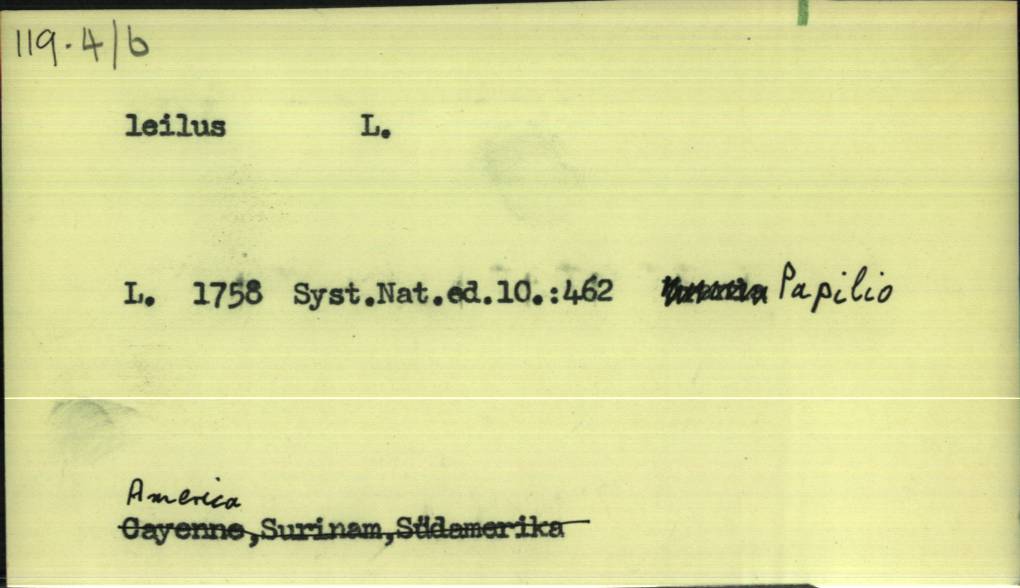 119.4/b
leilus L.
L. 1758 Syst.Nat.ed.10.:462 Papilio
America
Cayenne,Surinam,Südamerika